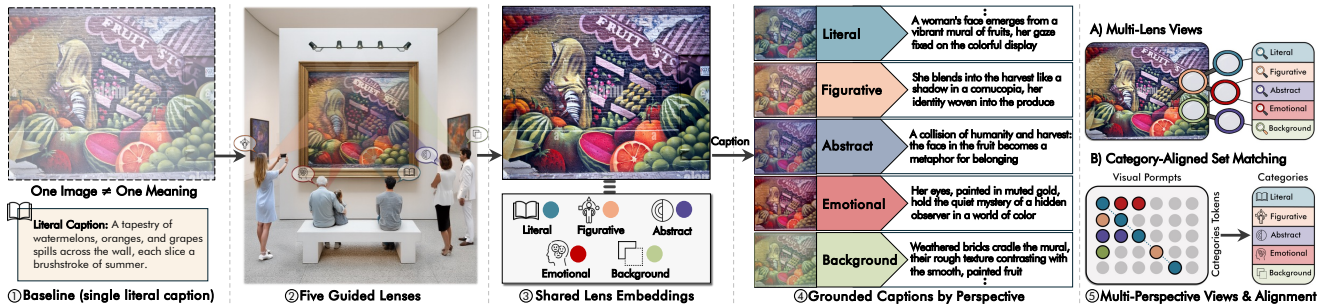 FRUIT ST
One Image ≠ One Meaning
Literal Caption: A tapestry of
watermelons, oranges, and grapes
spills across the wall, each slice a
brushstroke of summer.
①Baseline (single literal caption)
②Five Guided Lenses
FRUIT ST
Literal
Figurative
Abstract
Emotional
Background
③Shared Lens Embeddings
Caption
Literal
A woman's face emerges from a
vibrant mural of fruits, her gaze
fixed on the colorful display
Figurative
She blends into the harvest like a
shadow in a cornucopia, her
identity woven into the produce
Abstract
A collision of humanity and harvest:
the face in the fruit becomes a
metaphor for belonging
Emotional
Her eyes, painted in muted gold,
hold the quiet mystery of a hidden
observer in a world of color
Background
Weathered bricks cradle the mural,
their rough texture contrasting with
the smooth, painted fruit
④Grounded Captions by Perspective
A) Multi-Lens Views
Literal
Figurative
Abstract
Emotional
Background
B) Category-Aligned Set Matching
Visual Pormpts
Categories Tokens
Categories
Literal
Figurative
Abstract
Emotional
Background
⑤Multi-Perspective Views & Alignment